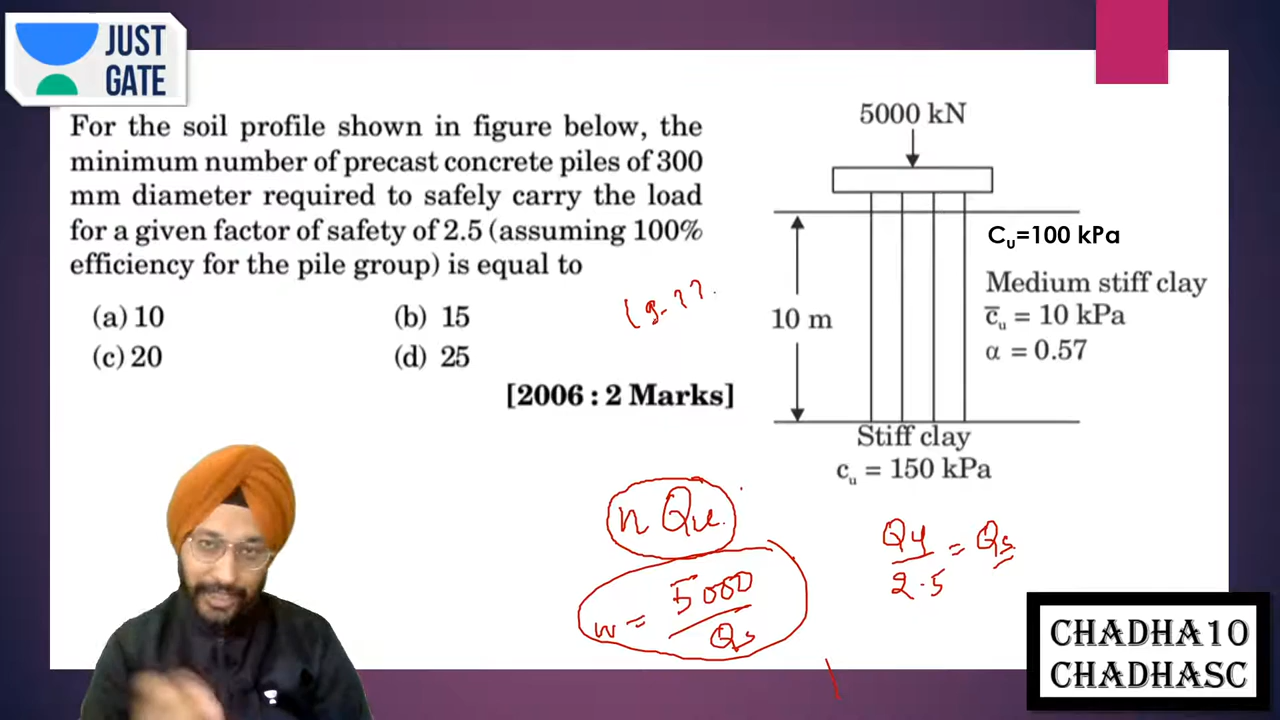 JUST
GATE
For the soil profile shown in figure below, the
minimum number of precast concrete piles of 300
mm diameter required to safely carry the load
for a given factor of safety of 2.5 (assuming 100%
efficiency for the pile group) is equal to
(a) 10
(b) 15
(c) 20
(d) 25
[2006 : 2 Marks]
5000 kN
Cu=100 kPa
10 m
Medium stiff clay
c̅u = 10 kPa
α = 0.57
Stiff clay
cu = 150 kPa
n Qu
n = 5000
Qs
Qu
2.5 = Qs
CHADHA10
CHADHASC